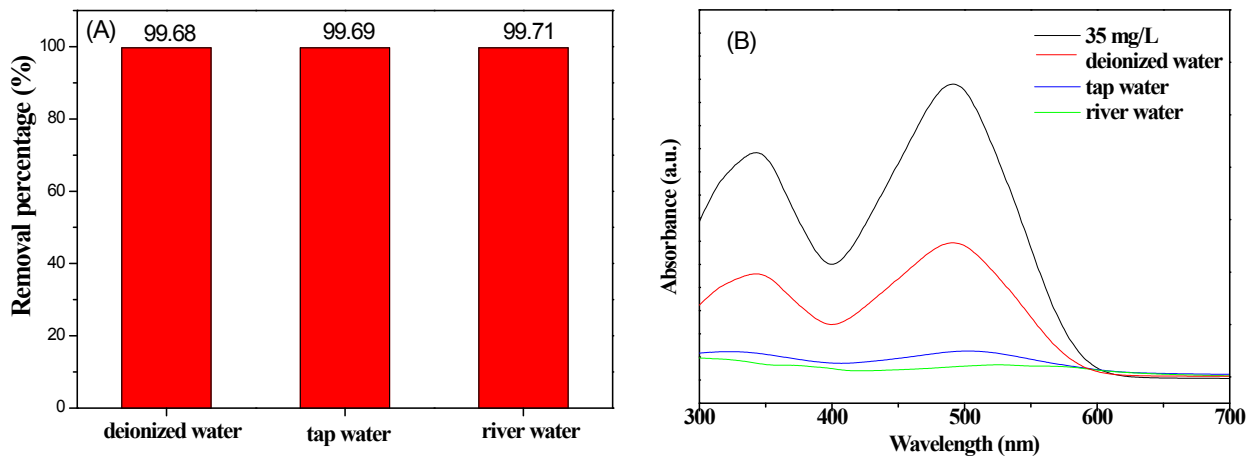 (A)
99.68
99.69
99.71
100
80
60
40
20
0
Removal percentage (%)
deionized water
tap water
river water
(B)
35 mg/L
deionized water
tap water
river water
Absorbance (a.u.)
300
400
500
600
700
Wavelength (nm)